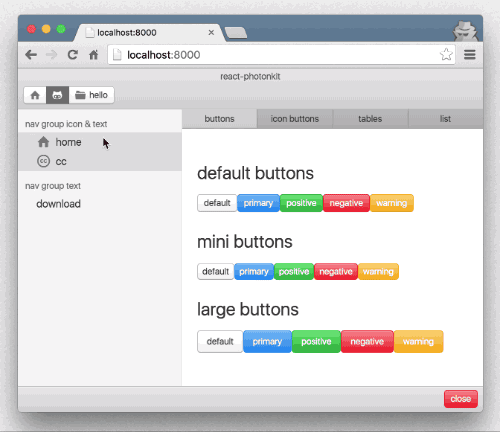 localhost:8000
localhost:8000
react-photonkit
hello
nav group icon & text
home
cc cc
nav group text
download
buttons icon buttons tables list
default buttons
default primary positive negative warning
mini buttons
default primary positive negative warning
large buttons
default primary positive negative warning
close